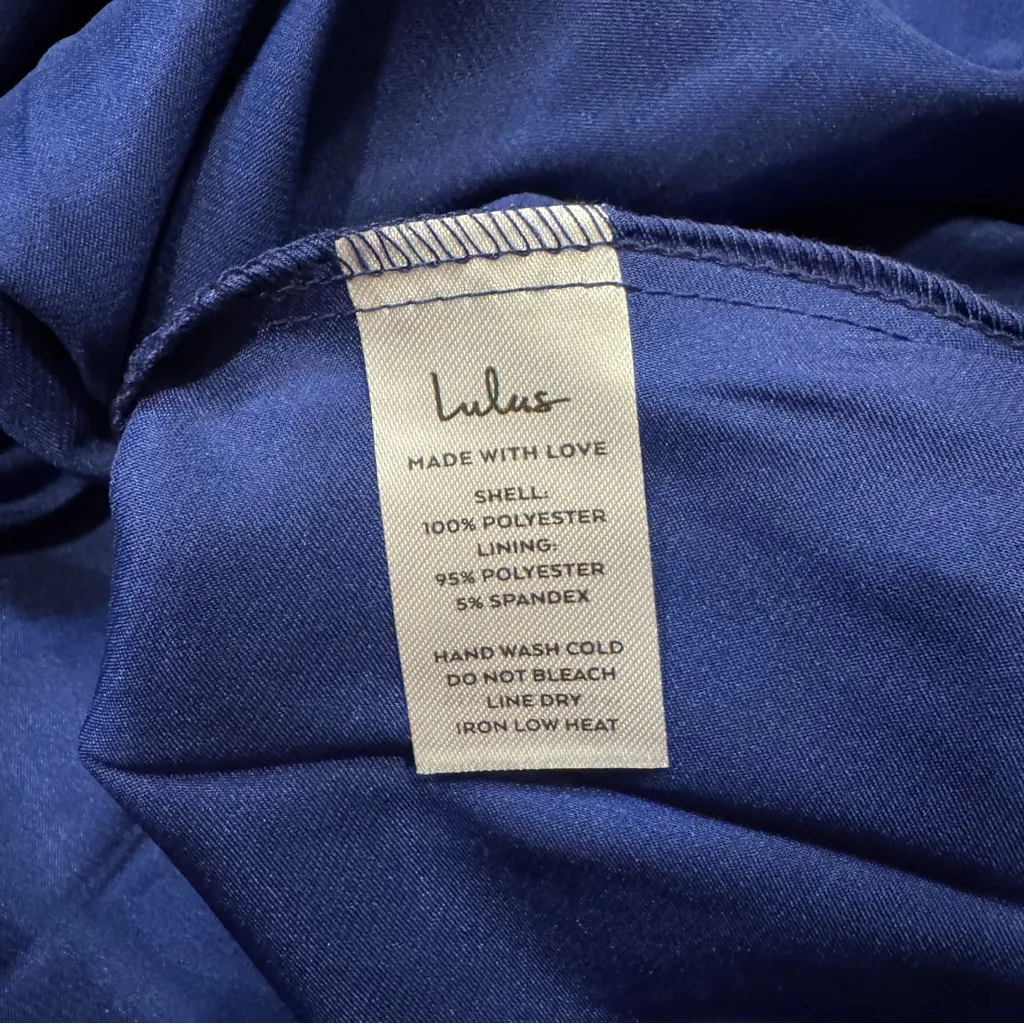 Lulus
MADE WITH LOVE
SHELL:
100% POLYESTER
LINING:
95% POLYESTER
5% SPANDEX
HAND WASH COLD
DO NOT BLEACH
LINE DRY
IRON LOW HEAT